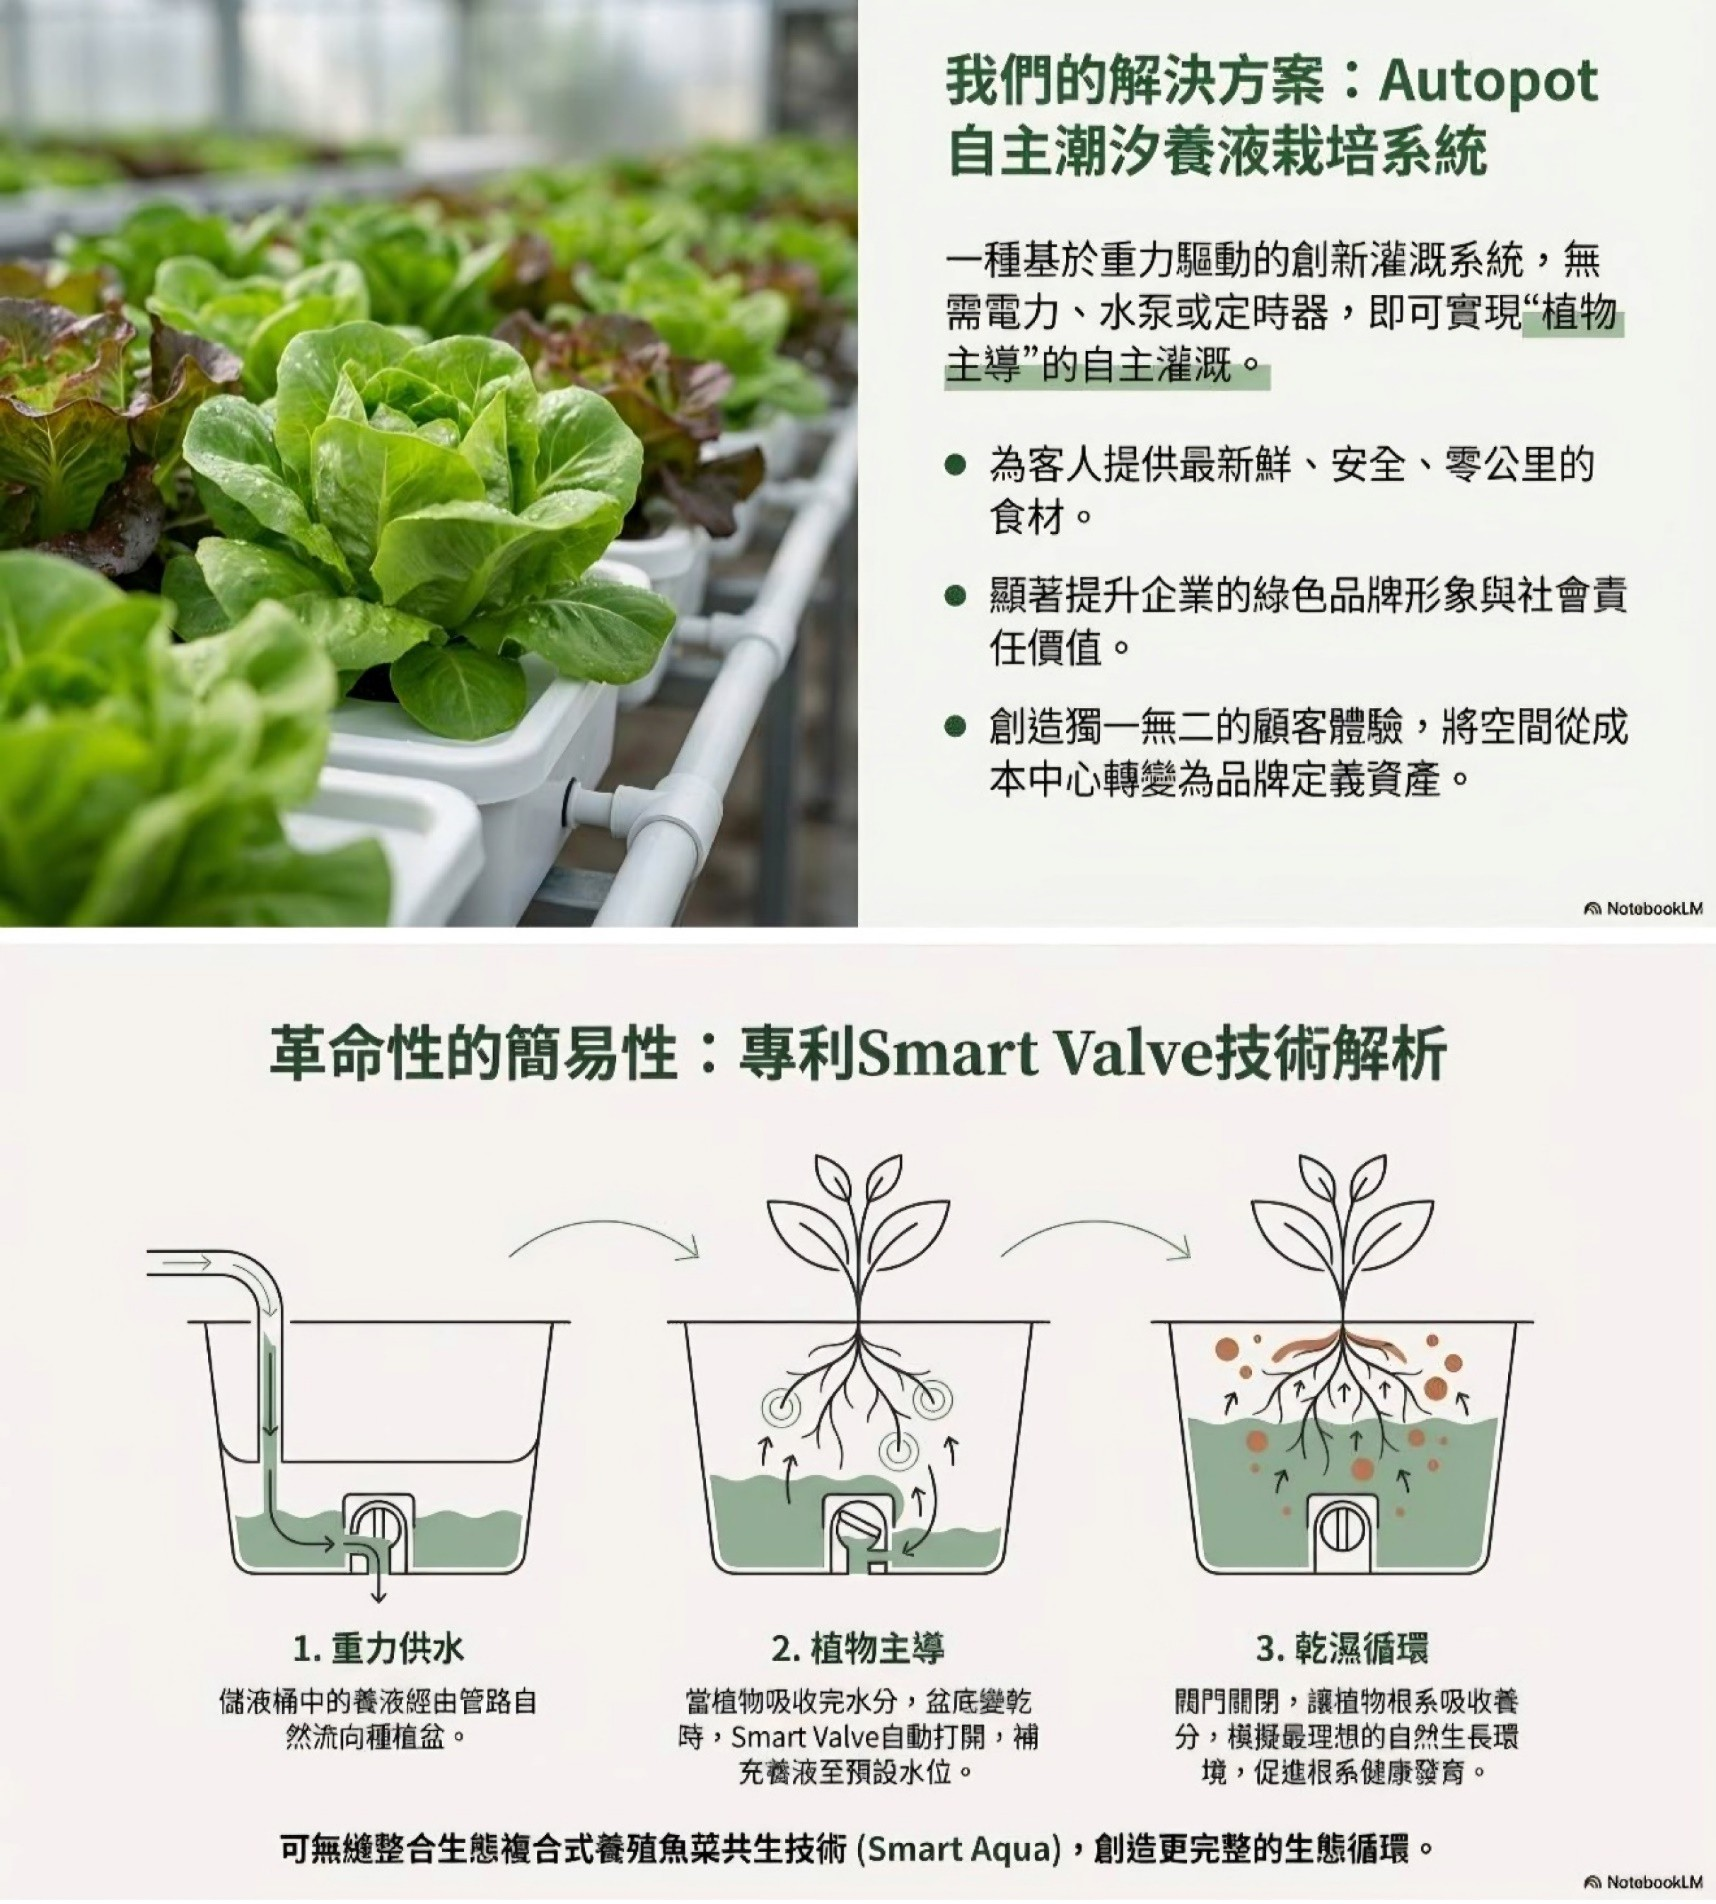 我們的解決方案：Autopot
自主潮汐養液栽培系統
一種基於重力驅動的創新灌溉系統，無
需電力、水泵或定時器，即可實現“植物
主導”的自主灌溉。
為客人提供最新鮮、安全、零公里的
食材。
顯著提升企業的綠色品牌形象與社會責
任價值。
創造獨一無二的顧客體驗，將空間從成
本中心轉變為品牌定義資產。
NotebookLM
革命性的簡易性：專利Smart Valve技術解析
1. 重力供水
儲液桶中的養液經由管路自
然流向種植盆。
2. 植物主導
當植物吸收完水分，盆底變乾
時，Smart Valve自動打開，補
充養液至預設水位。
3. 乾濕循環
閥門關閉，讓植物根系吸收養
分，模擬最理想的自然生長環
境，促進根系健康發育。
可無縫整合生態複合式養殖魚菜共生技術 (Smart Aqua)，創造更完整的生態循環。
NotebookLM